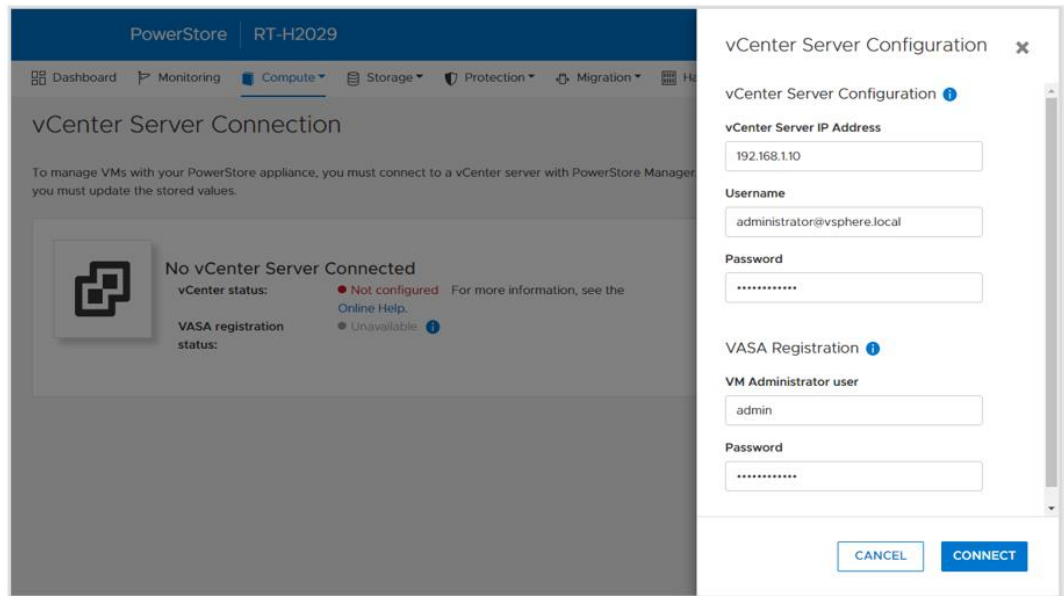 PowerStore RT-H2029
Dashboard Monitoring Compute Storage Protection Migration
vCenter Server Connection
To manage VMs with your PowerStore appliance, you must connect to a vCenter server with PowerStore Manager.
you must update the stored values.
No vCenter Server Connected
vCenter status: Not configured For more information, see the
Online Help.
VASA registration Unavailable
status:
vCenter Server Configuration
vCenter Server Configuration
vCenter Server IP Address
192.168.1.10
Username
administrator@vsphere.local
Password
••••••••••••
VASA Registration
VM Administrator user
admin
Password
••••••••••••
CANCEL CONNECT